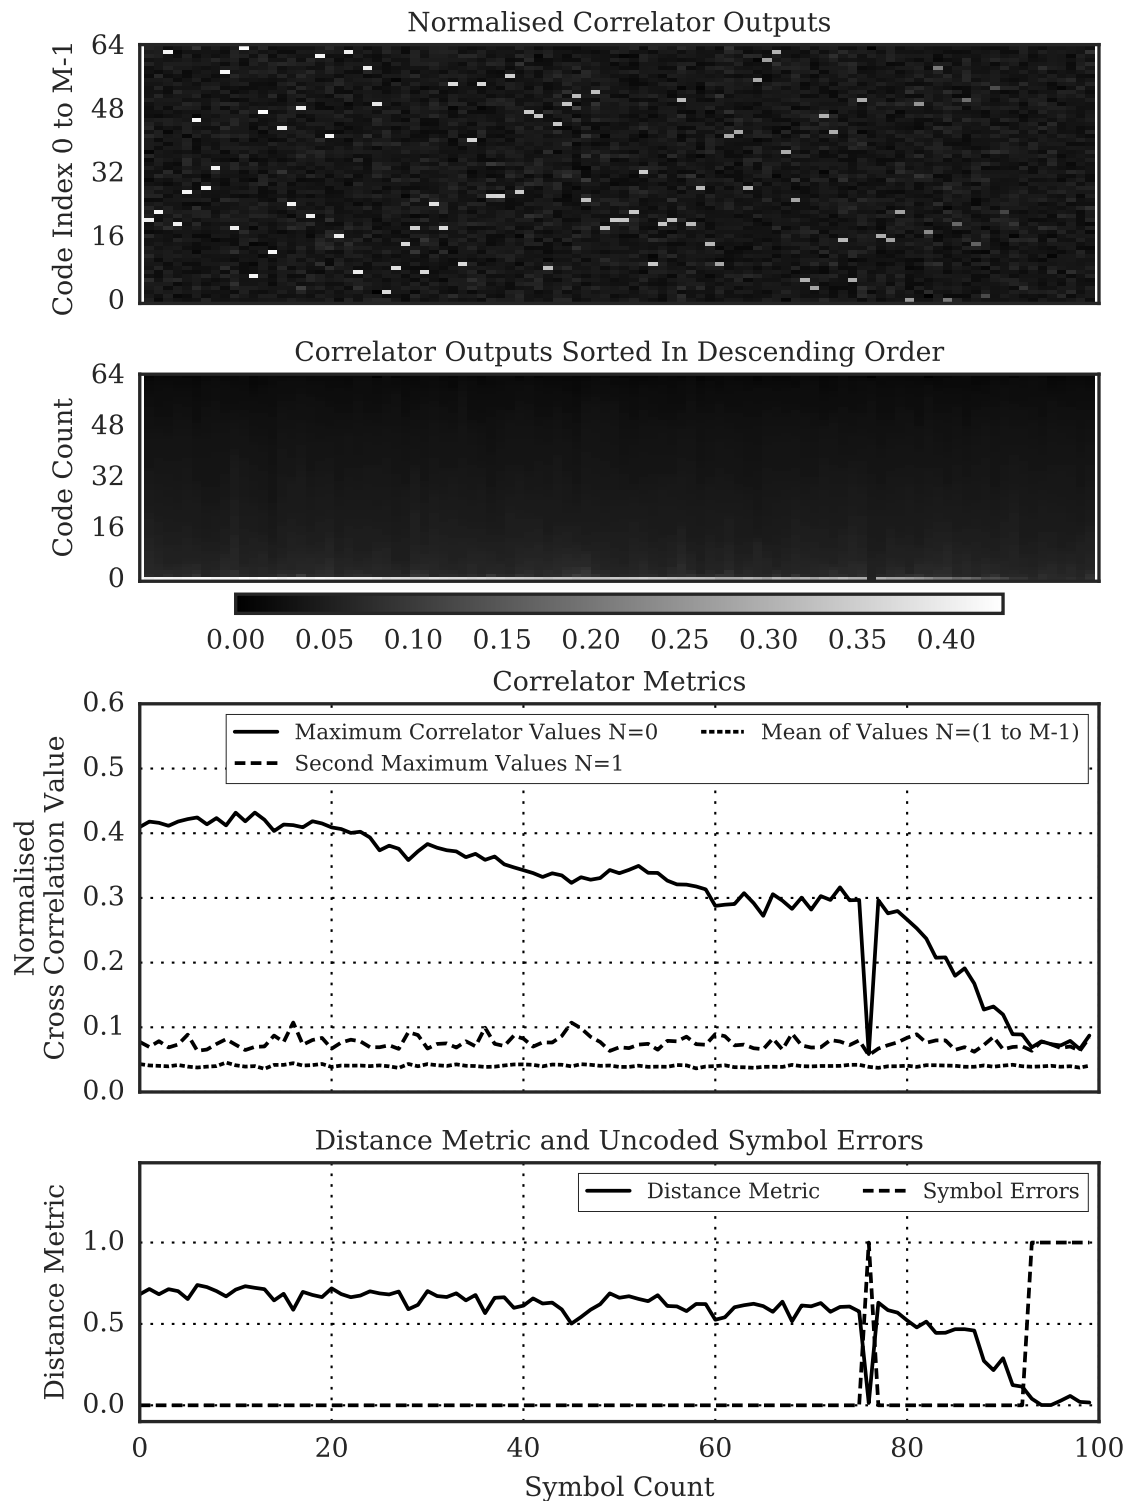 Normalised Correlator Outputs
64
48
32
16
0
Code Index 0 to M-1
Correlator Outputs Sorted In Descending Order
64
48
32
16
0
Code Count
0.00 0.05 0.10 0.15 0.20 0.25 0.30 0.35 0.40
Correlator Metrics
0.6
0.5
0.4
0.3
0.2
0.1
0.0
Normalised
Cross Correlation Value
Maximum Correlator Values N=0 Mean of Values N=(1 to M-1)
Second Maximum Values N=1
Distance Metric and Uncoded Symbol Errors
Distance Metric Symbol Errors
1.0
0.5
0.0
Distance Metric
0 20 40 60 80 100
Symbol Count